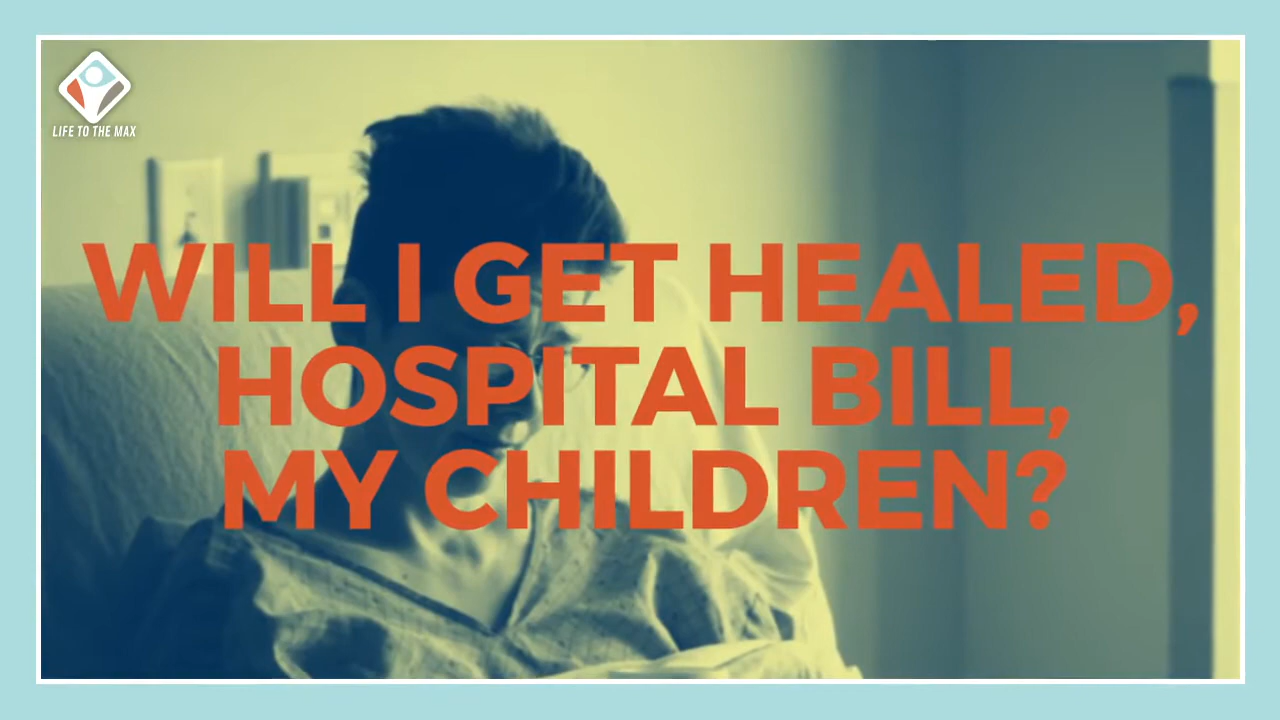 LIFE TO THE MAX
WILL I GET HEALED,
HOSPITAL BILL,
MY CHILDREN?